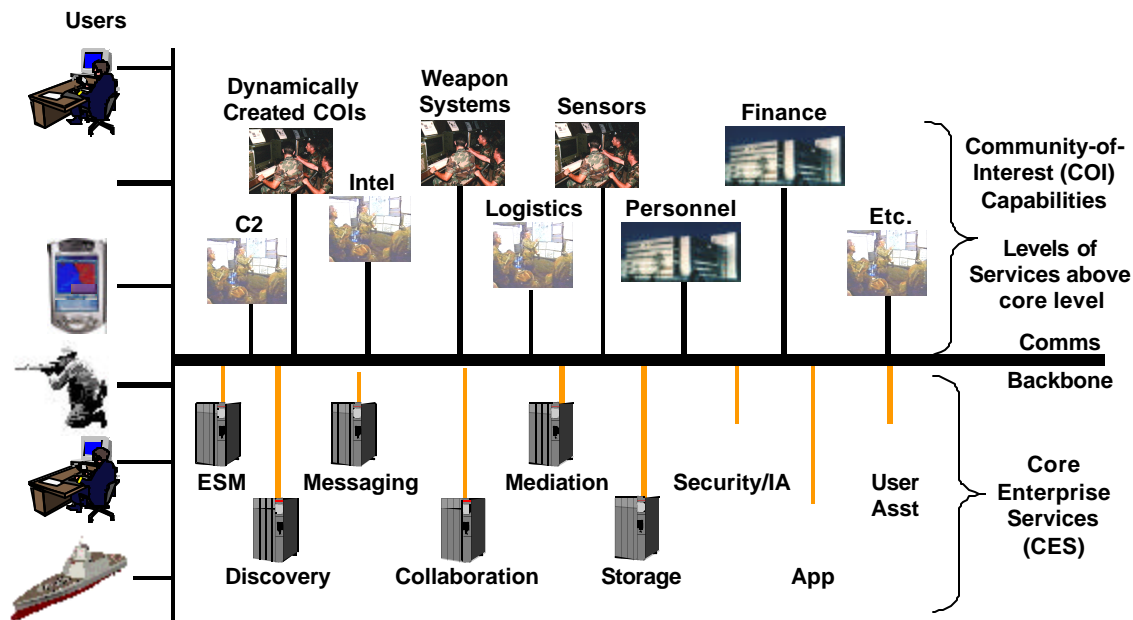 Users
Dynamically
Created COIs
Weapon
Systems
Sensors
Finance
Intel
C2
Logistics
Personnel
Etc.
Community-of-
Interest (COI)
Capabilities
Levels of
Services above
core level
Comms
Backbone
ESM
Messaging
Mediation
Security/IA
User
Asst
Discovery
Collaboration
Storage
App
Core
Enterprise
Services
(CES)